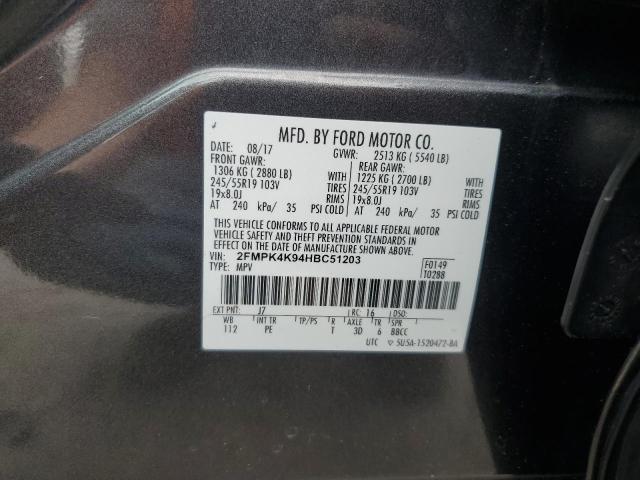 MFD. BY FORD MOTOR CO.
DATE: 08/17 GVWR: 2513 KG ( 5540 LB)
FRONT GAWR: REAR GAWR:
1306 KG ( 2880 LB) WITH 1225 KG ( 2700 LB) WITH
245/55R19 103V TIRES 245/55R19 103V TIRES
19x8.0J RIMS 19x8.0J RIMS
AT 240 kPa/ 35 PSI COLD AT 240 kPa/ 35 PSI COLD
THIS VEHICLE CONFORMS TO ALL APPLICABLE FEDERAL MOTOR
VEHICLE SAFETY AND THEFT PREVENTION STANDARDS IN
EFFECT ON THE DATE OF MANUFACTURE SHOWN ABOVE.
VIN: 2FMPK4K94HBC51203 F0149
TYPE: MPV T0288
EXT PNT: J7 RC: 16 DSO:
WB INT TR TP/PS R AXLE TR SPR
112 PE T 3D 6 BBCC
UTC ▽ 5U5A-1520472-BA